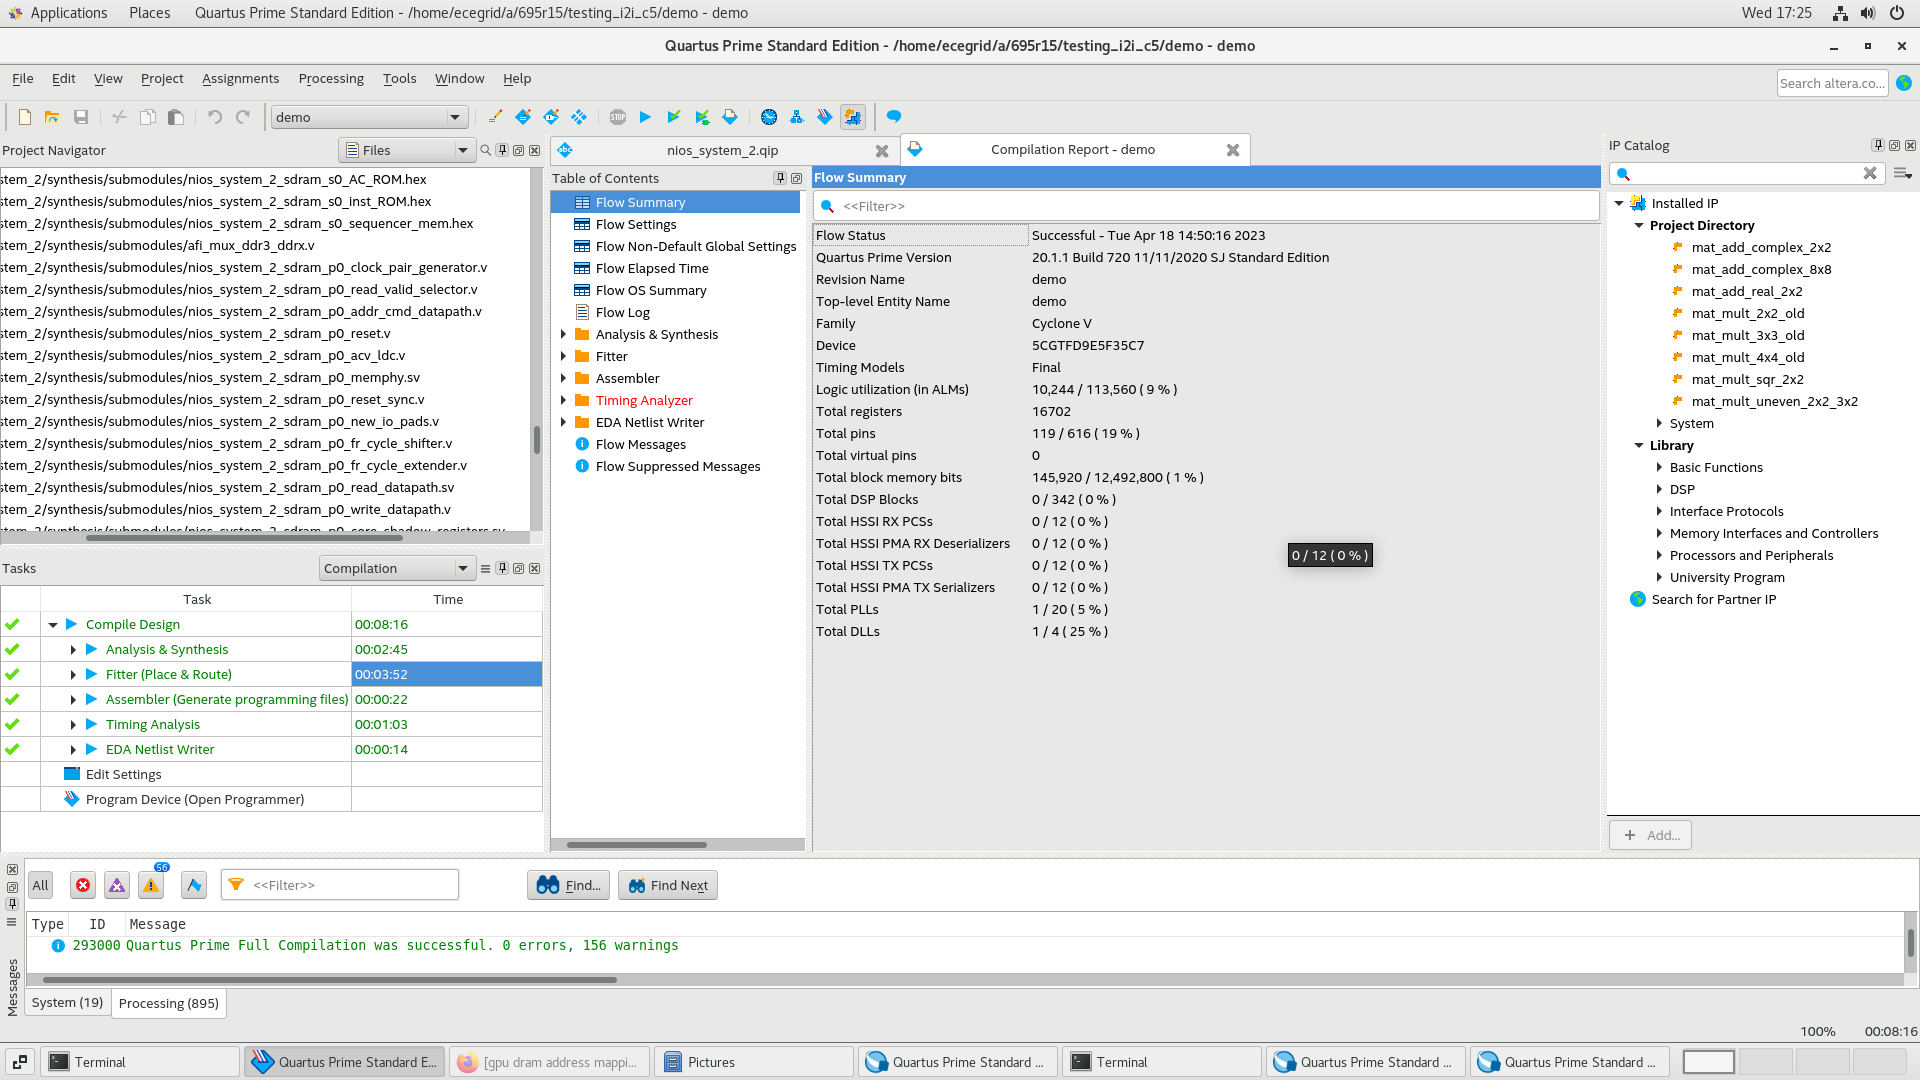 Applications Places Quartus Prime Standard Edition - /home/ecegrid/a/695r15/testing_i2i_c5/demo - demo Wed 17:25
Quartus Prime Standard Edition - /home/ecegrid/a/695r15/testing_i2i_c5/demo - demo
File Edit View Project Assignments Processing Tools Window Help
Search altera.co...
demo
Project Navigator
Files
stem_2/synthesis/submodules/nios_system_2_sdram_s0_AC_ROM.hex
stem_2/synthesis/submodules/nios_system_2_sdram_s0_inst_ROM.hex
stem_2/synthesis/submodules/nios_system_2_sdram_s0_sequencer_mem.hex
stem_2/synthesis/submodules/afi_mux_ddr3_ddrx.v
stem_2/synthesis/submodules/nios_system_2_sdram_p0_clock_pair_generator.v
stem_2/synthesis/submodules/nios_system_2_sdram_p0_read_valid_selector.v
stem_2/synthesis/submodules/nios_system_2_sdram_p0_addr_cmd_datapath.v
stem_2/synthesis/submodules/nios_system_2_sdram_p0_reset.v
stem_2/synthesis/submodules/nios_system_2_sdram_p0_acv_ldc.v
stem_2/synthesis/submodules/nios_system_2_sdram_p0_memphy.sv
stem_2/synthesis/submodules/nios_system_2_sdram_p0_reset_sync.v
stem_2/synthesis/submodules/nios_system_2_sdram_p0_new_io_pads.v
stem_2/synthesis/submodules/nios_system_2_sdram_p0_fr_cycle_shifter.v
stem_2/synthesis/submodules/nios_system_2_sdram_p0_fr_cycle_extender.v
stem_2/synthesis/submodules/nios_system_2_sdram_p0_read_datapath.sv
stem_2/synthesis/submodules/nios_system_2_sdram_p0_write_datapath.v
Tasks
Compilation
Task Time
Compile Design 00:08:16
Analysis & Synthesis 00:02:45
Fitter (Place & Route) 00:03:52
Assembler (Generate programming files) 00:00:22
Timing Analysis 00:01:03
EDA Netlist Writer 00:00:14
Edit Settings
Program Device (Open Programmer)
abc nios_system_2.qip
Compilation Report - demo
Table of Contents
Flow Summary
Flow Settings
Flow Non-Default Global Settings
Flow Elapsed Time
Flow OS Summary
Flow Log
Analysis & Synthesis
Fitter
Assembler
Timing Analyzer
EDA Netlist Writer
Flow Messages
Flow Suppressed Messages
Flow Summary
<<Filter>>
Flow Status Successful - Tue Apr 18 14:50:16 2023
Quartus Prime Version 20.1.1 Build 720 11/11/2020 SJ Standard Edition
Revision Name demo
Top-level Entity Name demo
Family Cyclone V
Device 5CGTFD9E5F35C7
Timing Models Final
Logic utilization (in ALMs) 10,244 / 113,560 ( 9 % )
Total registers 16702
Total pins 119 / 616 ( 19 % )
Total virtual pins 0
Total block memory bits 145,920 / 12,492,800 ( 1 % )
Total DSP Blocks 0 / 342 ( 0 % )
Total HSSI RX PCSs 0 / 12 ( 0 % )
Total HSSI PMA RX Deserializers 0 / 12 ( 0 % )
Total HSSI TX PCSs 0 / 12 ( 0 % )
Total HSSI PMA TX Serializers 0 / 12 ( 0 % )
Total PLLs 1 / 20 ( 5 % )
Total DLLs 1 / 4 ( 25 % )
0 / 12 ( 0 % )
IP Catalog
Installed IP
Project Directory
mat_add_complex_2x2
mat_add_complex_8x8
mat_add_real_2x2
mat_mult_2x2_old
mat_mult_3x3_old
mat_mult_4x4_old
mat_mult_sqr_2x2
mat_mult_uneven_2x2_3x2
System
Library
Basic Functions
DSP
Interface Protocols
Memory Interfaces and Controllers
Processors and Peripherals
University Program
Search for Partner IP
+ Add...
All
56
<<Filter>>
Find...
Find Next
Type ID Message
293000 Quartus Prime Full Compilation was successful. 0 errors, 156 warnings
Messages
System (19) Processing (895)
100% 00:08:16
Terminal
Quartus Prime Standard E...
[gpu dram address mappi...
Pictures
Quartus Prime Standard ...
Terminal
Quartus Prime Standard ...
Quartus Prime Standard ...